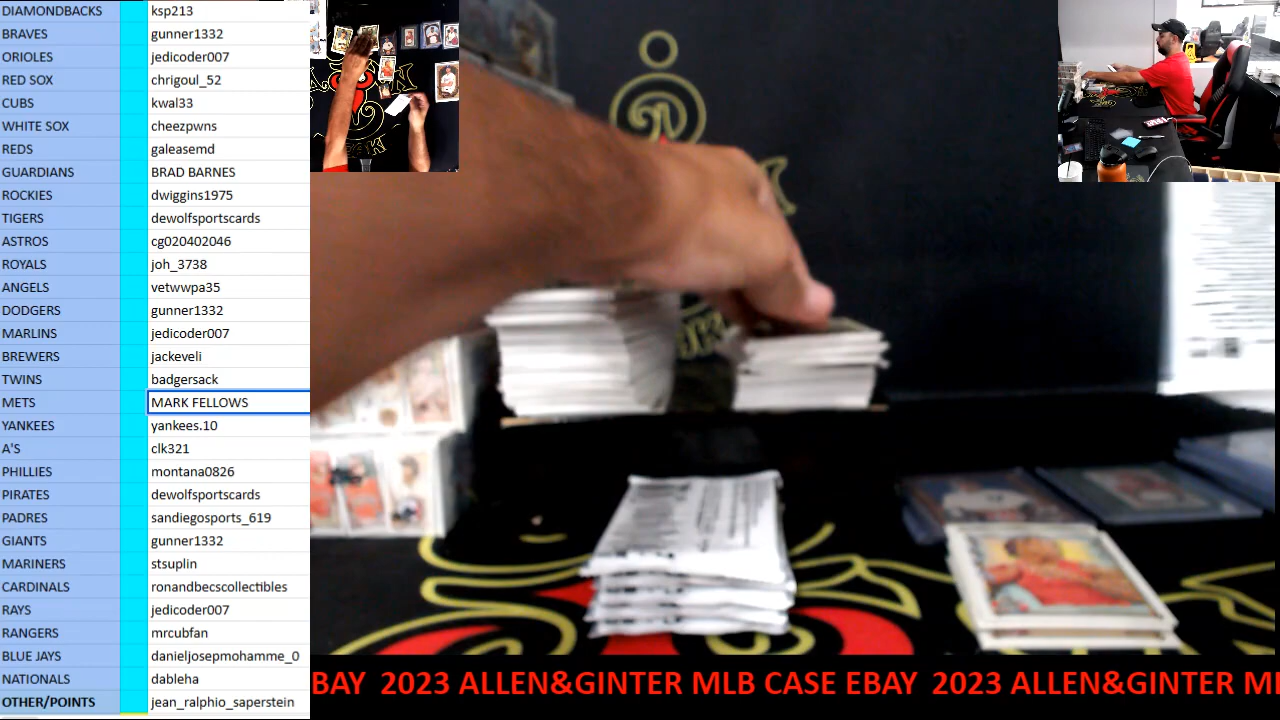 DIAMONDBACKS ksp213
BRAVES gunner1332
ORIOLES jedicoder007
RED SOX chrigoul_52
CUBS kwal33
WHITE SOX cheezpwns
REDS galeasemd
GUARDIANS BRAD BARNES
ROCKIES dwiggins1975
TIGERS dewolfsportscards
ASTROS cg020402046
ROYALS joh_3738
ANGELS vetwwpa35
DODGERS gunner1332
MARLINS jedicoder007
BREWERS jackeveli
TWINS badgersack
METS MARK FELLOWS
YANKEES yankees.10
A'S clk321
PHILLIES montana0826
PIRATES dewolfsportscards
PADRES sandiegosports_619
GIANTS gunner1332
MARINERS stsuplin
CARDINALS ronandbecscollectibles
RAYS jedicoder007
RANGERS mrcubfan
BLUE JAYS danieljosepmohamme_0
NATIONALS dableha
OTHER/POINTS jean_ralphio_saperstein
BAY 2023 ALLEN&GINTER MLB CASE EBAY 2023 ALLEN&GINTER M